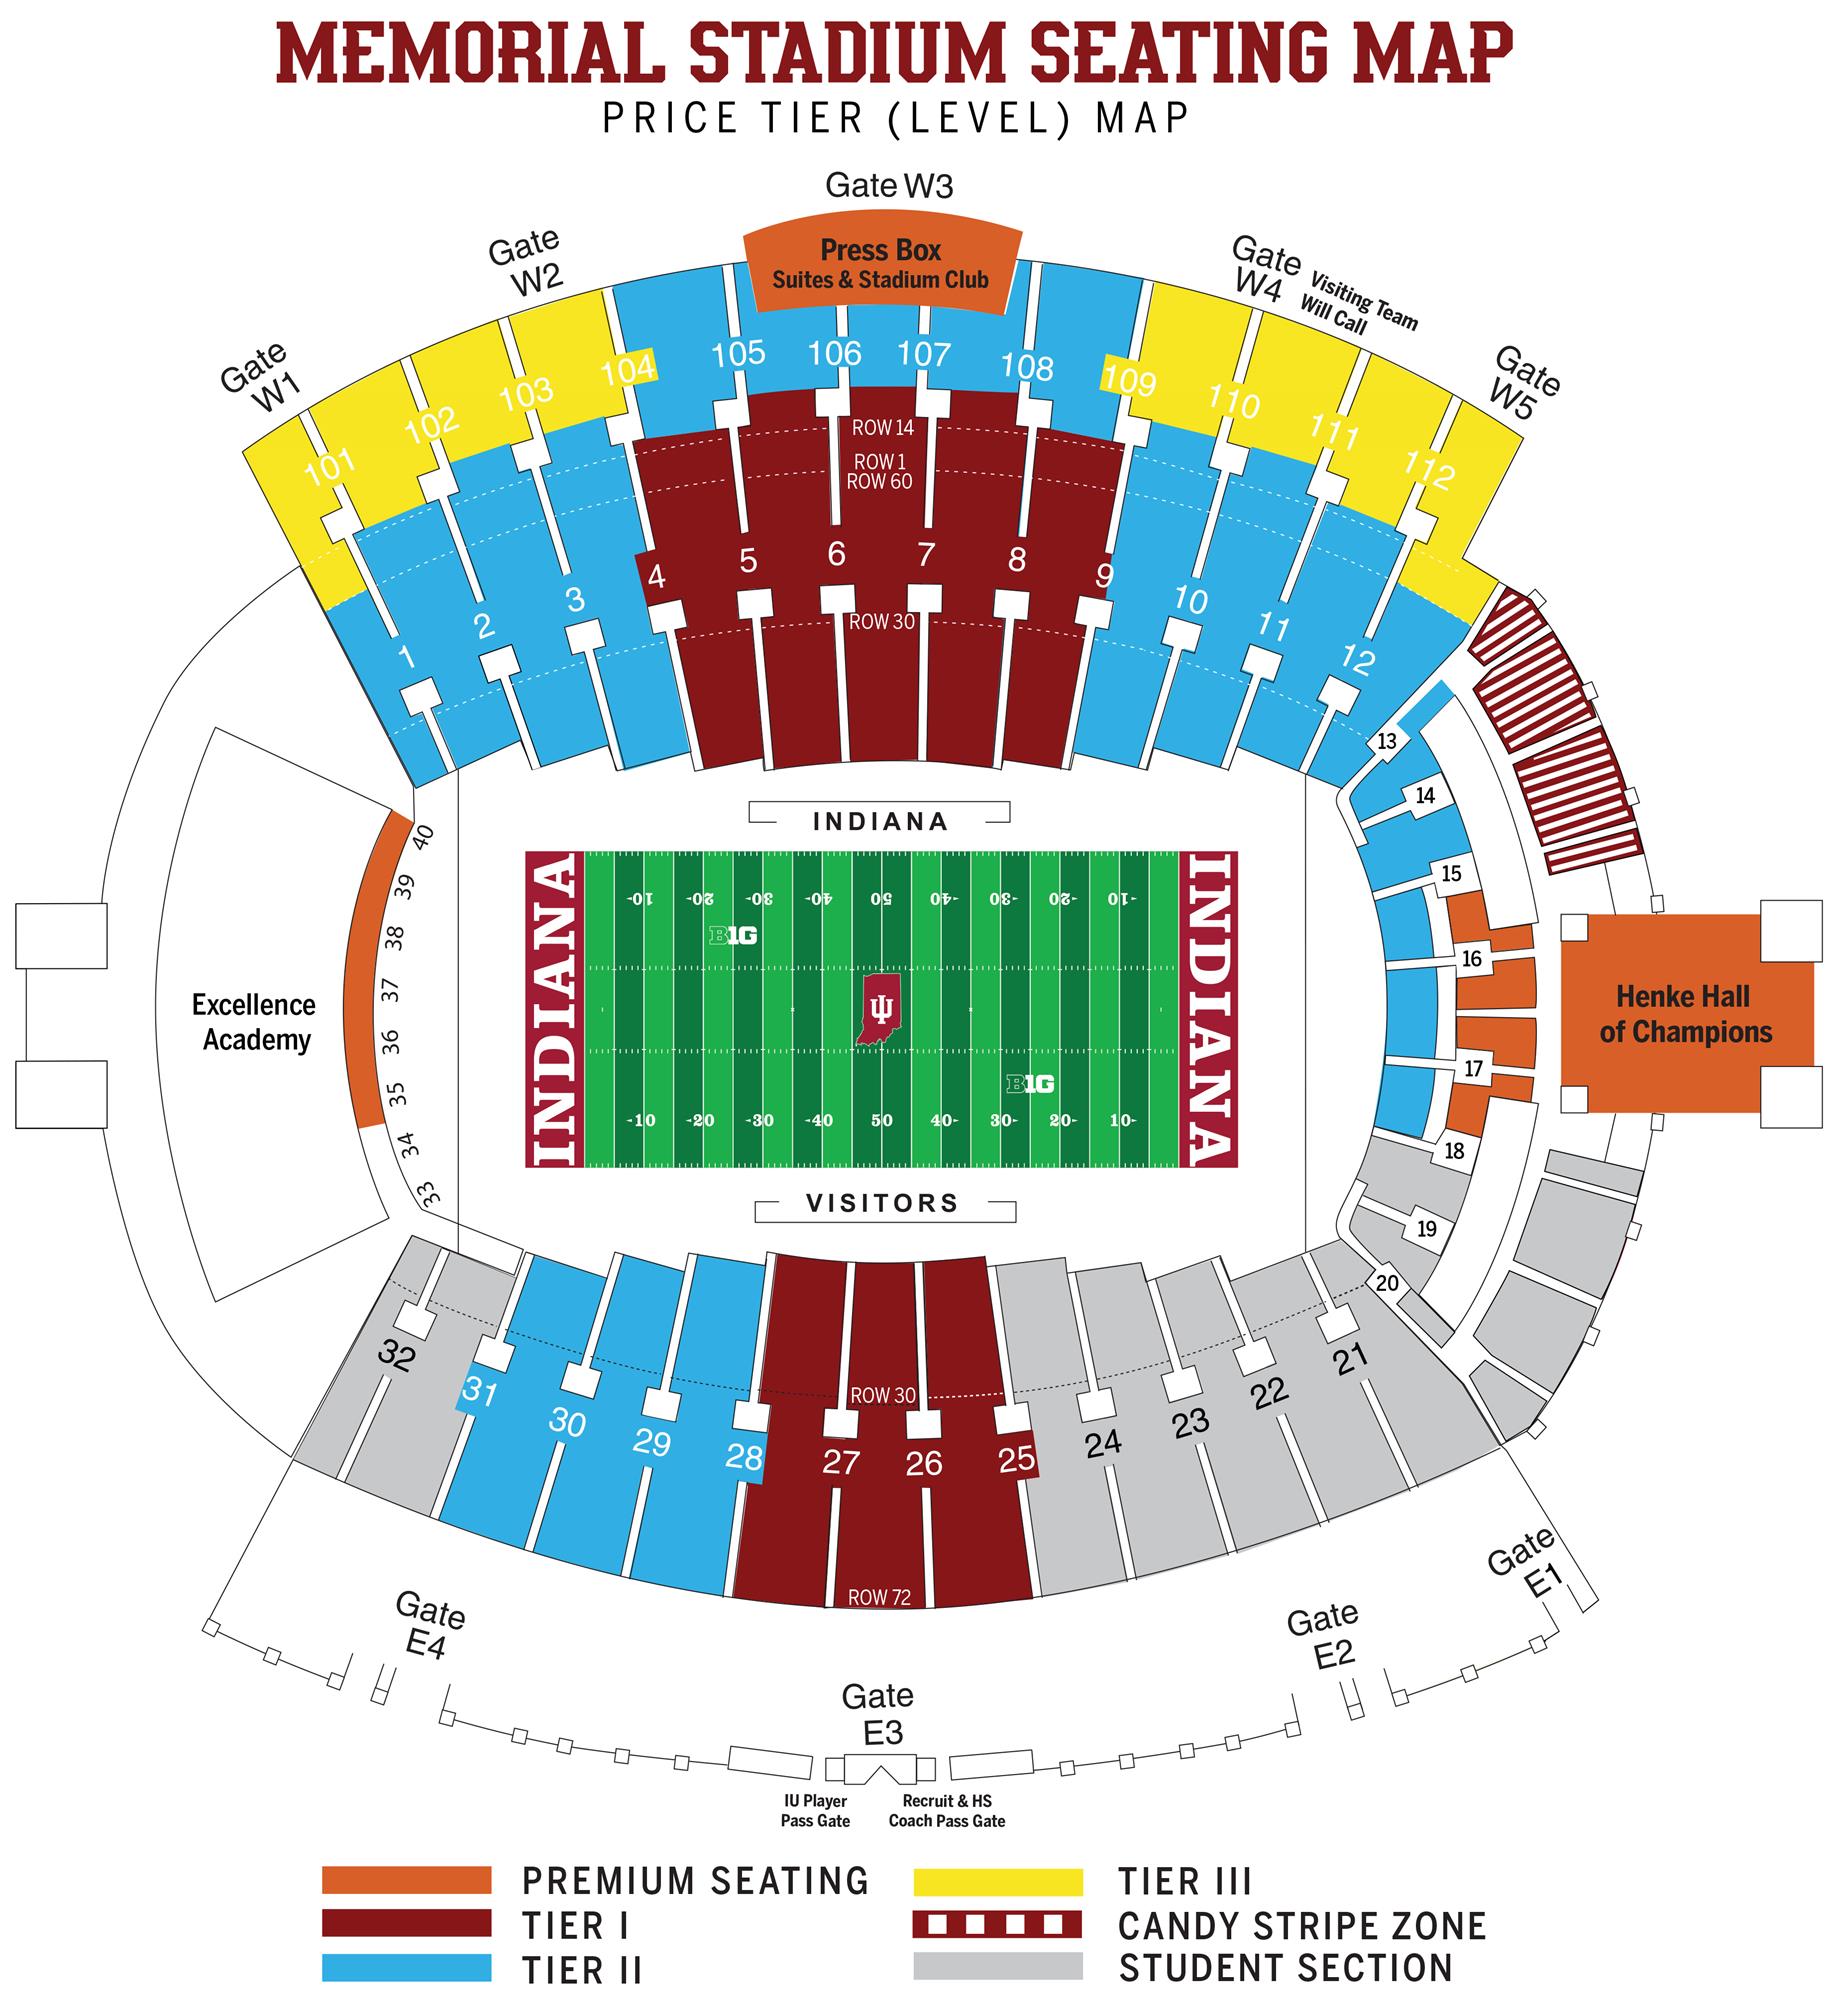 MEMORIAL STADIUM SEATING MAP
PRICE TIER (LEVEL) MAP
Gate W3
Press Box
Suites & Stadium Club
Gate
W2
Gate
W4
Visiting Team
Will Call
Gate
W1
Gate
W5
101
102
103
104
105
106
107
108
109
110
111
112
ROW 14
ROW 1
ROW 60
1
2
3
4
5
6
7
8
9
10
11
12
ROW 30
13
14
15
16
17
18
19
20
40
39
38
37
36
35
34
33
Excellence
Academy
Henke Hall
of Champions
INDIANA
INDIANA
INDIANA
10
20
30
40
50
40
30
20
10
B1G
B1G
10
20
30
40
50
40
30
20
10
VISITORS
32
31
30
29
28
27
26
25
24
23
22
21
ROW 30
ROW 72
Gate
E4
Gate
E3
Gate
E2
Gate
E1
IU Player
Pass Gate
Recruit & HS
Coach Pass Gate
PREMIUM SEATING
TIER I
TIER II
TIER III
CANDY STRIPE ZONE
STUDENT SECTION